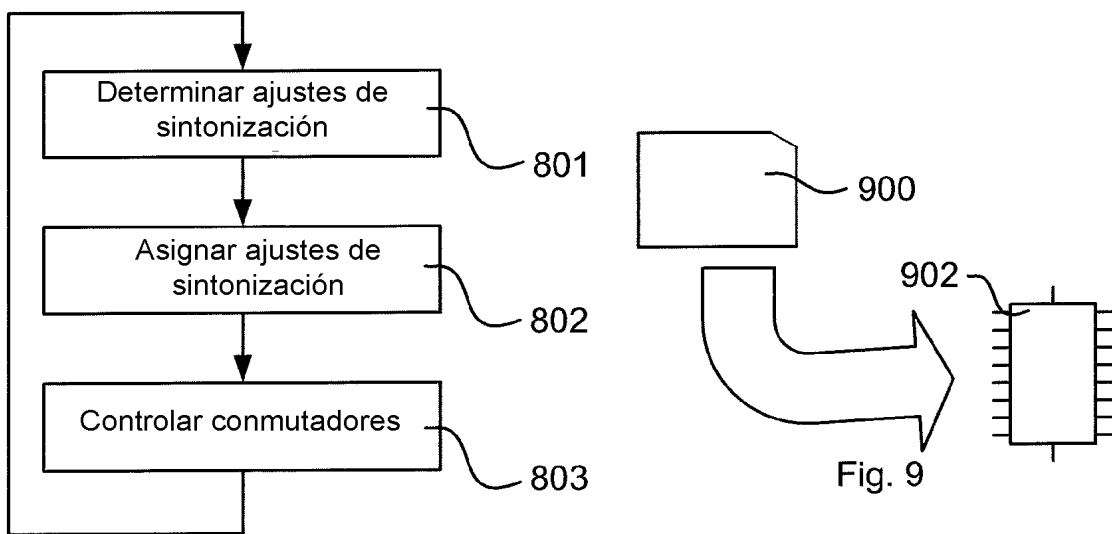 Determinar ajustes de
sintonización
801
Asignar ajustes de
sintonización
802
Controlar conmutadores
803
900
902
Fig. 9